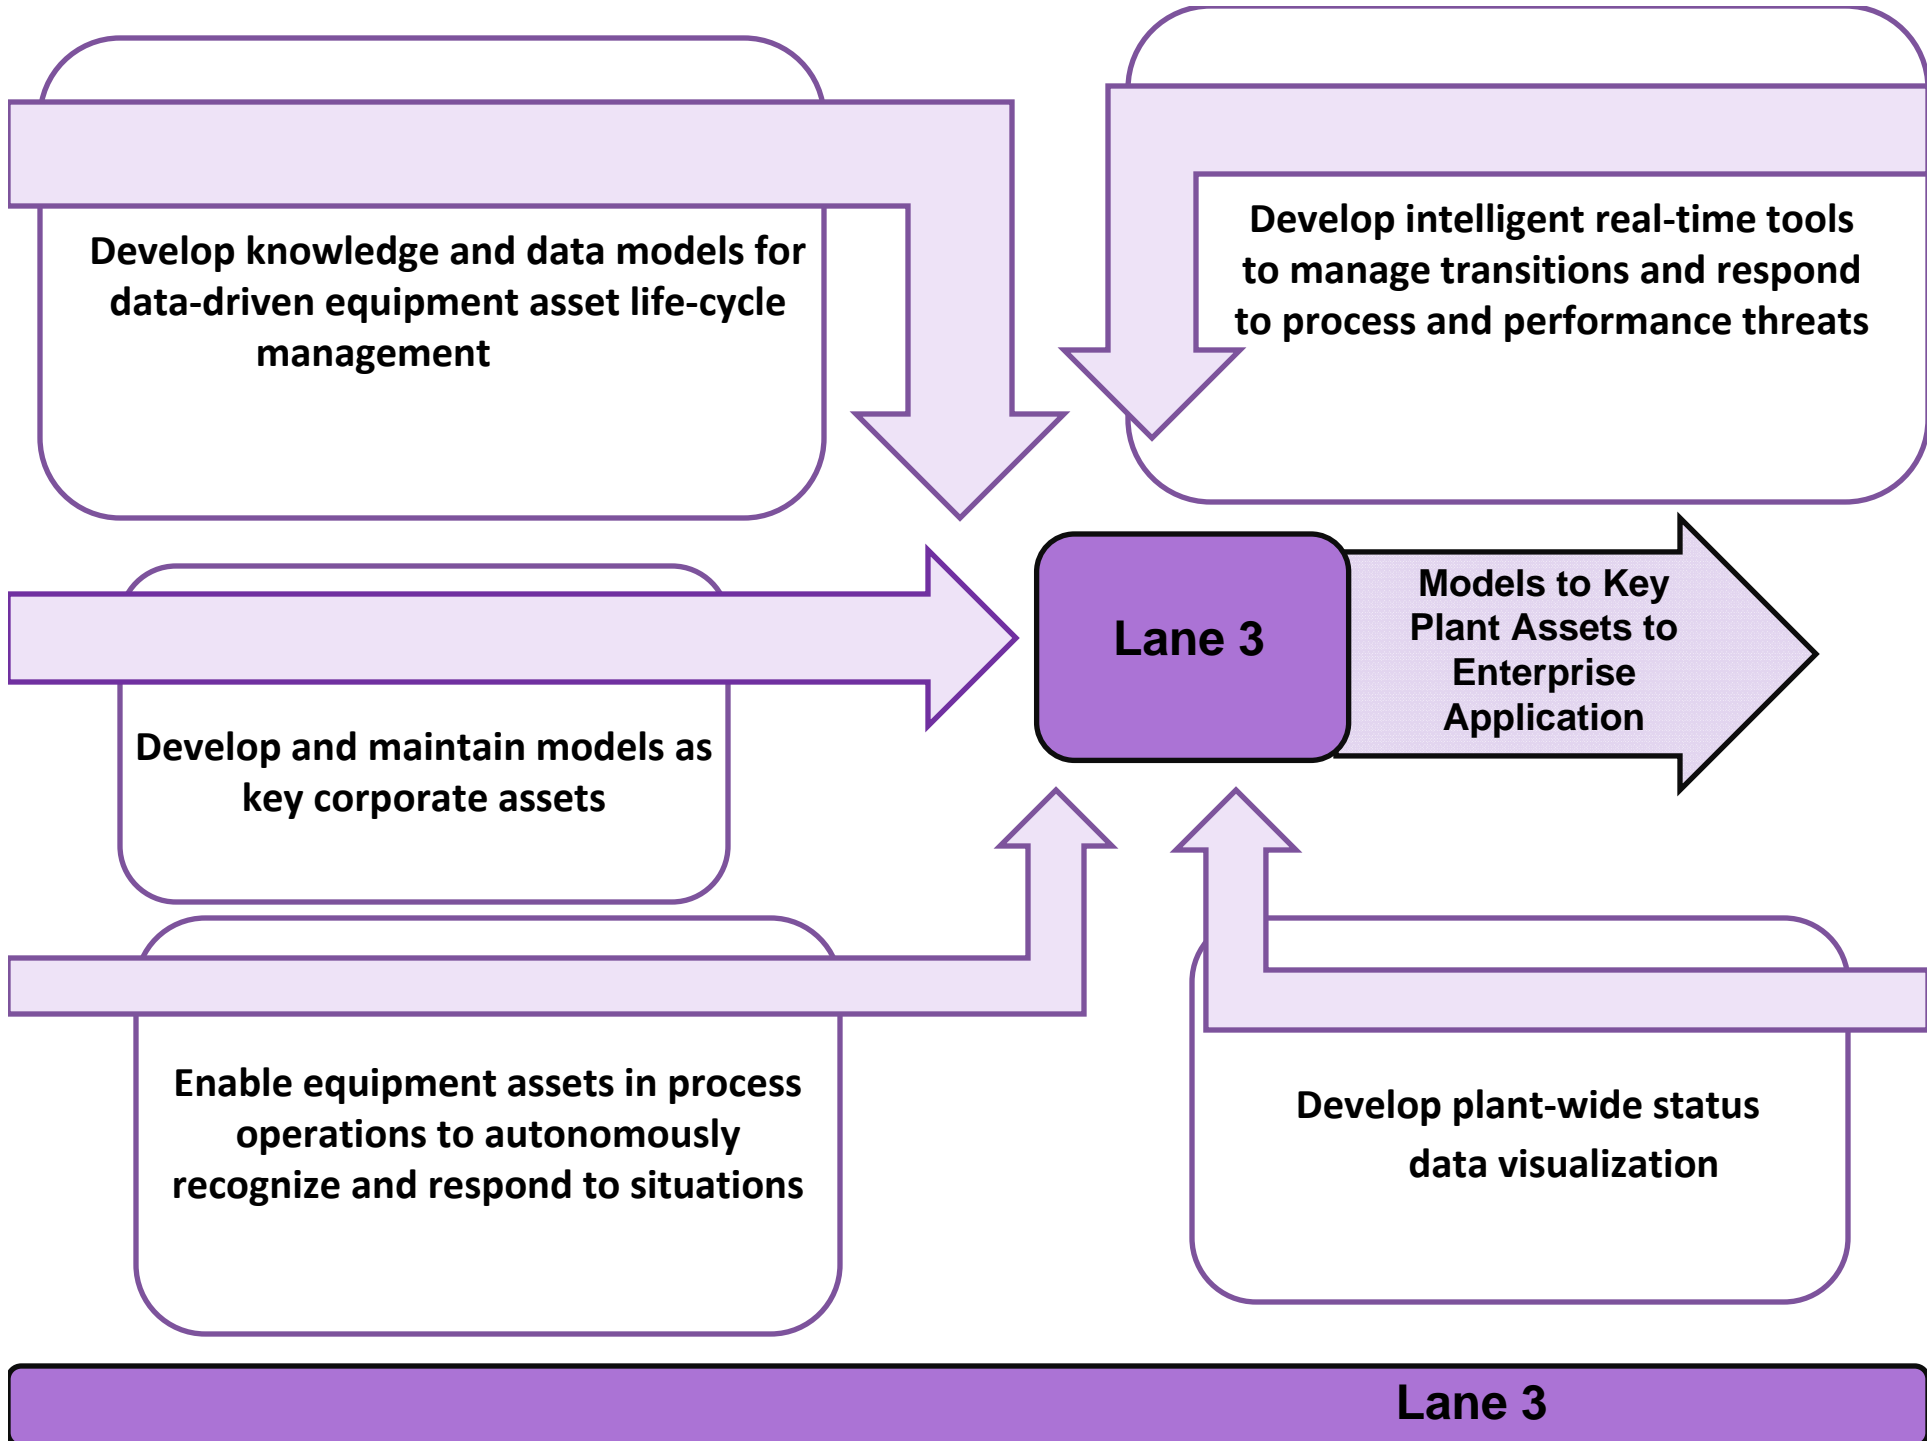 Develop knowledge and data models for
data-driven equipment asset life-cycle
management
Develop intelligent real-time tools
to manage transitions and respond
to process and performance threats
Develop and maintain models as
key corporate assets
Lane 3
Models to Key
Plant Assets to
Enterprise
Application
Enable equipment assets in process
operations to autonomously
recognize and respond to situations
Develop plant-wide status
data visualization
Lane 3